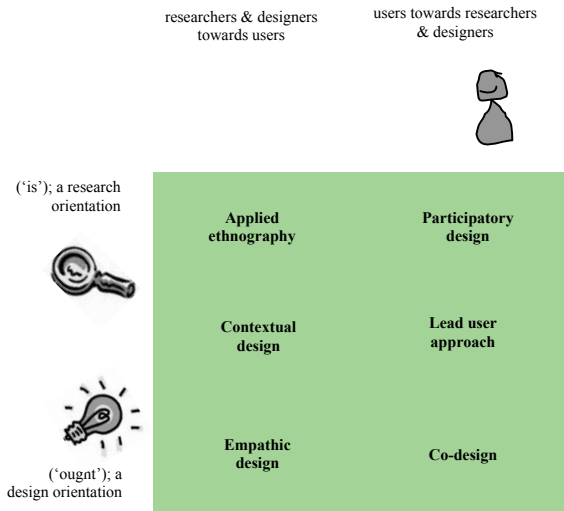 researchers & designers
towards users
users towards researchers
& designers
('is'); a research
orientation
Applied
ethnography
Participatory
design
Contextual
design
Lead user
approach
Empathic
design
Co-design
('ought'); a
design orientation